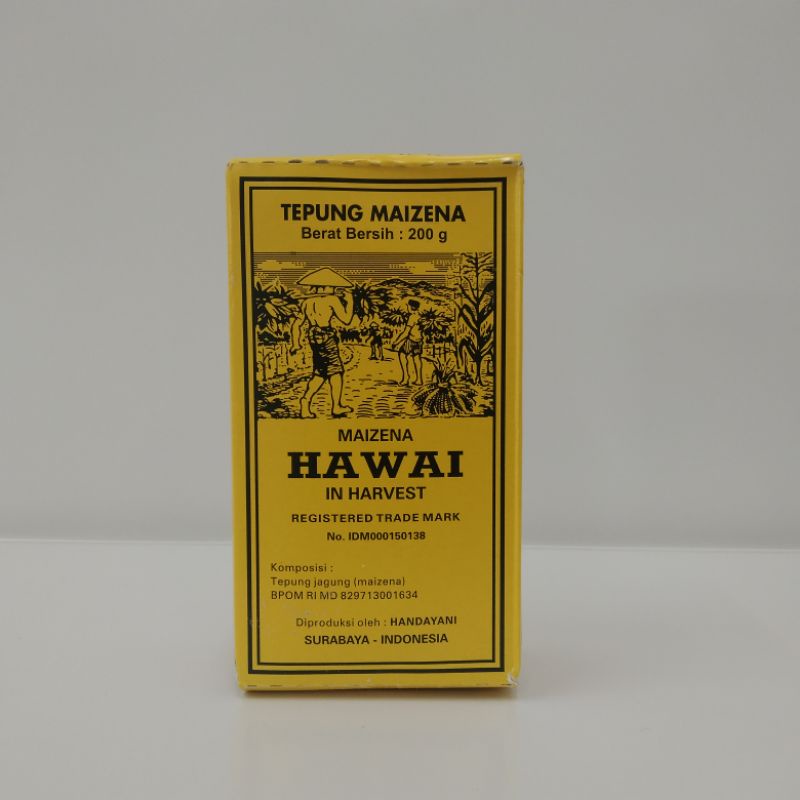 TEPUNG MAIZENA
Berat Bersih : 200 g
MAIZENA
HAWAI
IN HARVEST
REGISTERED TRADE MARK
No. IDM000150138
Komposisi :
Tepung jagung (maizena)
BPOM RI MD 829713001634
Diproduksi oleh : HANDAYANI
SURABAYA - INDONESIA